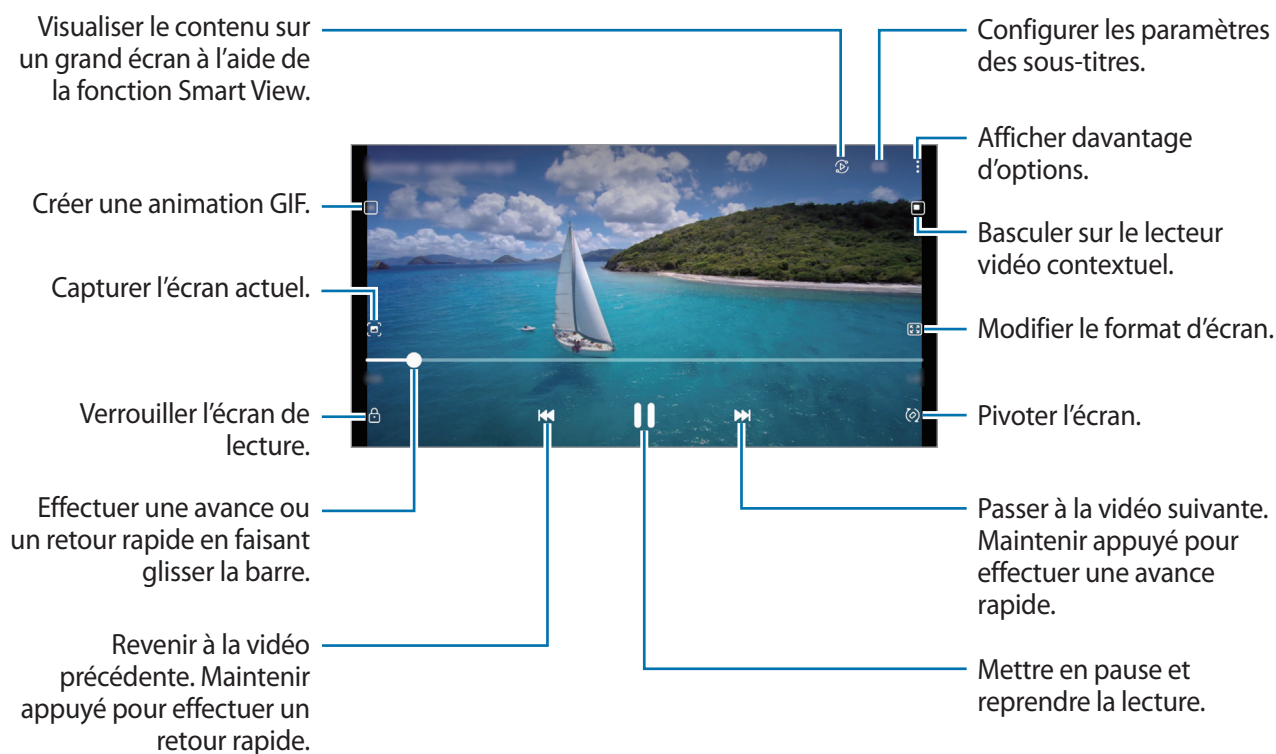 Visualiser le contenu sur
un grand écran à l’aide de
la fonction Smart View.
Créer une animation GIF.
Capturer l’écran actuel.
Verrouiller l’écran de
lecture.
Effectuer une avance ou
un retour rapide en faisant
glisser la barre.
Revenir à la vidéo
précédente. Maintenir
appuyé pour effectuer un
retour rapide.
Configurer les paramètres
des sous-titres.
Afficher davantage
d’options.
Basculer sur le lecteur
vidéo contextuel.
Modifier le format d’écran.
Pivoter l’écran.
Passer à la vidéo suivante.
Maintenir appuyé pour
effectuer une avance
rapide.
Mettre en pause et
reprendre la lecture.